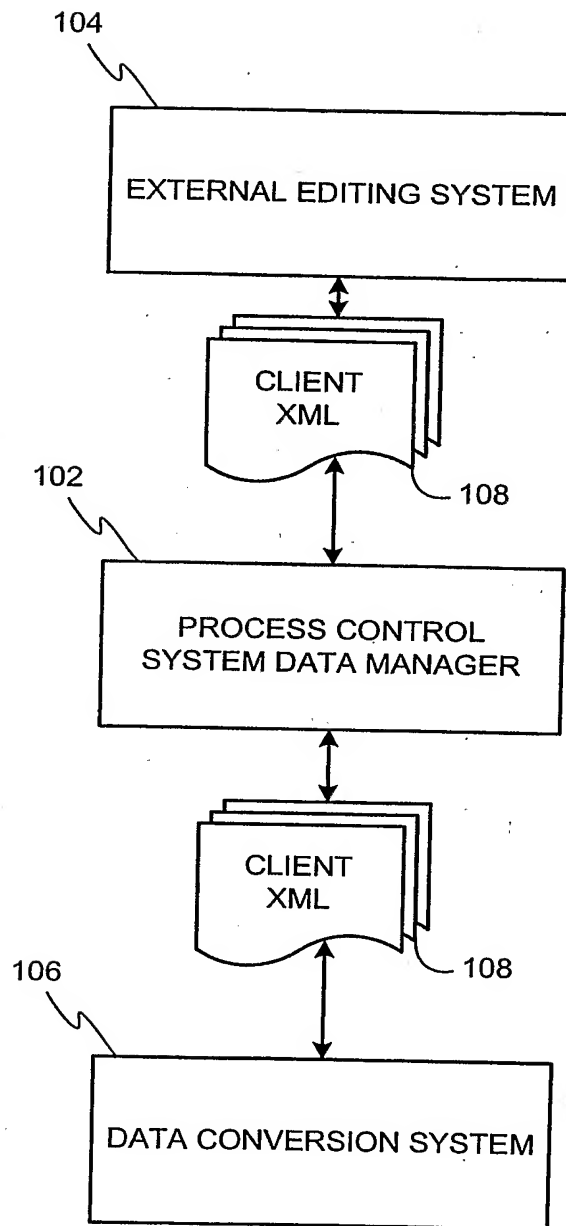 104
EXTERNAL EDITING SYSTEM
CLIENT
XML
108
102
PROCESS CONTROL
SYSTEM DATA MANAGER
CLIENT
XML
108
106
DATA CONVERSION SYSTEM